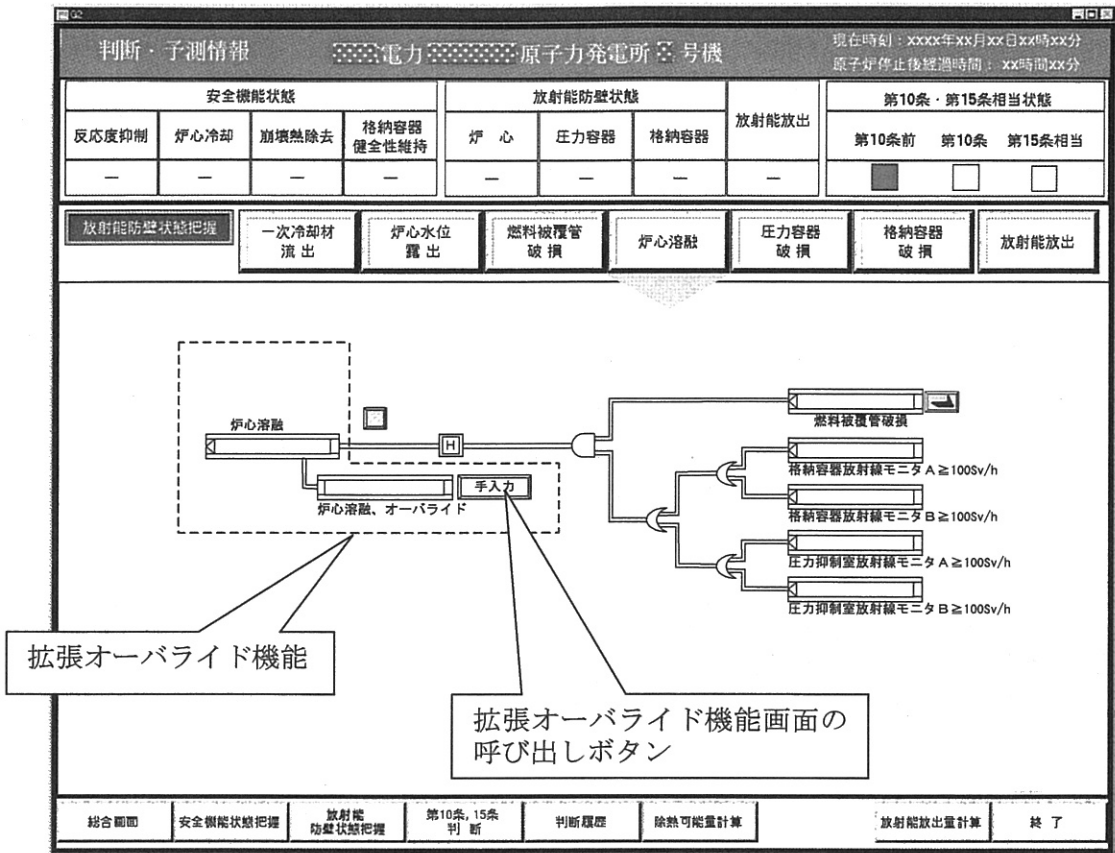 G2
判断・子測情報
電力 原子力発電所 号機
現在時刻：xxxx年xx月xx日xx時xx分
原子炉停止後経過時間： xx時間xx分
安全機能状態
放射能防壁状態
放射能放出
第10条・第15条相当状態
反応度抑制 炉心冷却 崩壊熱除去 格納容器
健全性維持
炉 心 圧力容器 格納容器
第10条前 第10条 第15条相当
— — — — — — — —
放射能防壁状態把握
一次冷却材
流 出
炉心水位
露 出
燃料被覆管
破 損
炉心溶融
圧力容器
破 損
格納容器
破 損
放射能放出
炉心溶融
H
手入力
炉心溶融、オーバライド
燃料被覆管破損
格納容器放射線モニタA≧100Sv/h
格納容器放射線モニタB≧100Sv/h
圧力抑制室放射線モニタA≧100Sv/h
圧力抑制室放射線モニタB≧100Sv/h
拡張オーバライド機能
拡張オーバライド機能画面の
呼び出しボタン
総合画面
安全機能状態把握
放射能
防壁状態把握
第10条,15条
判 断
判断履歴
除熱可能量計算
放射能放出量計算
終 了